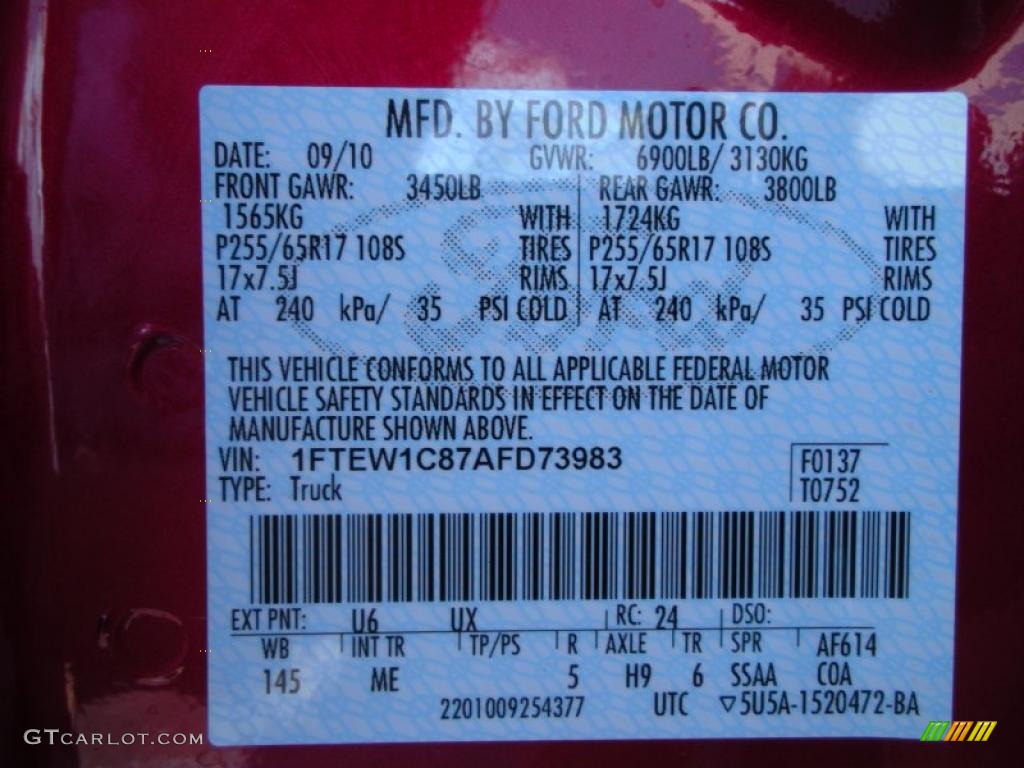 MFD. BY FORD MOTOR CO.
DATE: 09/10 GVWR: 6900LB/ 3130KG
FRONT GAWR: 3450LB REAR GAWR: 3800LB
1565KG WITH 1724KG WITH
P255/65R17 108S TIRES P255/65R17 108S TIRES
17x7.5J RIMS 17x7.5J RIMS
AT 240 kPa/ 35 PSI COLD AT 240 kPa/ 35 PSI COLD
THIS VEHICLE CONFORMS TO ALL APPLICABLE FEDERAL MOTOR
VEHICLE SAFETY STANDARDS IN EFFECT ON THE DATE OF
MANUFACTURE SHOWN ABOVE.
VIN: 1FTEW1C87AFD73983 F0137
TYPE: Truck T0752
EXT PNT: U6 UX RC: 24 DSO:
WB INT TR TP/PS R AXLE TR SPR AF614
145 ME 5 H9 6 SSAA COA
2201009254377 UTC ▽5U5A-1520472-BA
GTCARLOT.COM